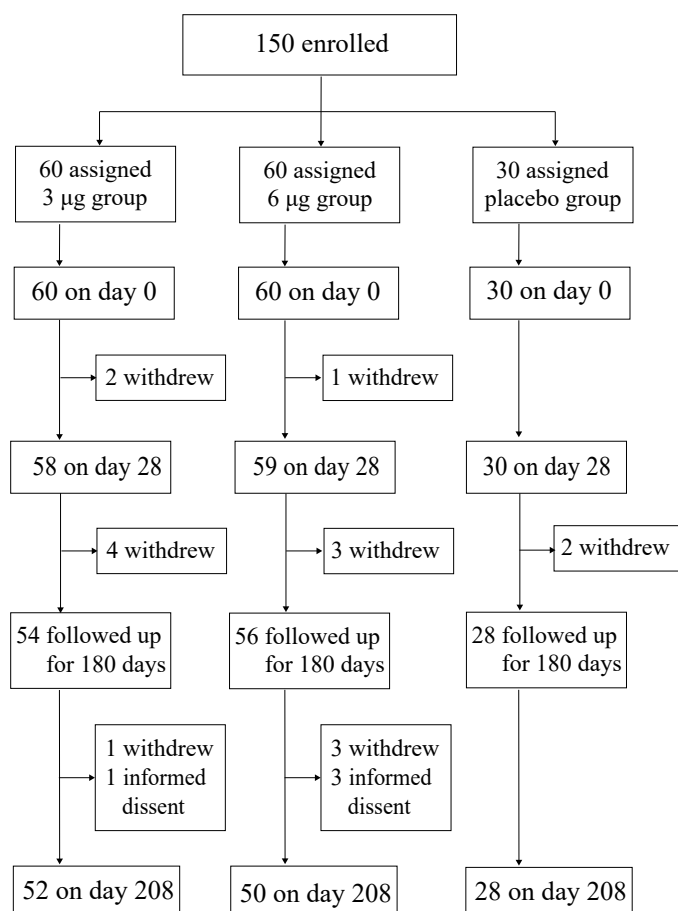 150 enrolled
60 assigned
3 μg group
60 assigned
6 μg group
30 assigned
placebo group
60 on day 0
60 on day 0
30 on day 0
2 withdrew
1 withdrew
58 on day 28
59 on day 28
30 on day 28
4 withdrew
3 withdrew
2 withdrew
54 followed up
for 180 days
56 followed up
for 180 days
28 followed up
for 180 days
1 withdrew
1 informed
dissent
3 withdrew
3 informed
dissent
52 on day 208
50 on day 208
28 on day 208